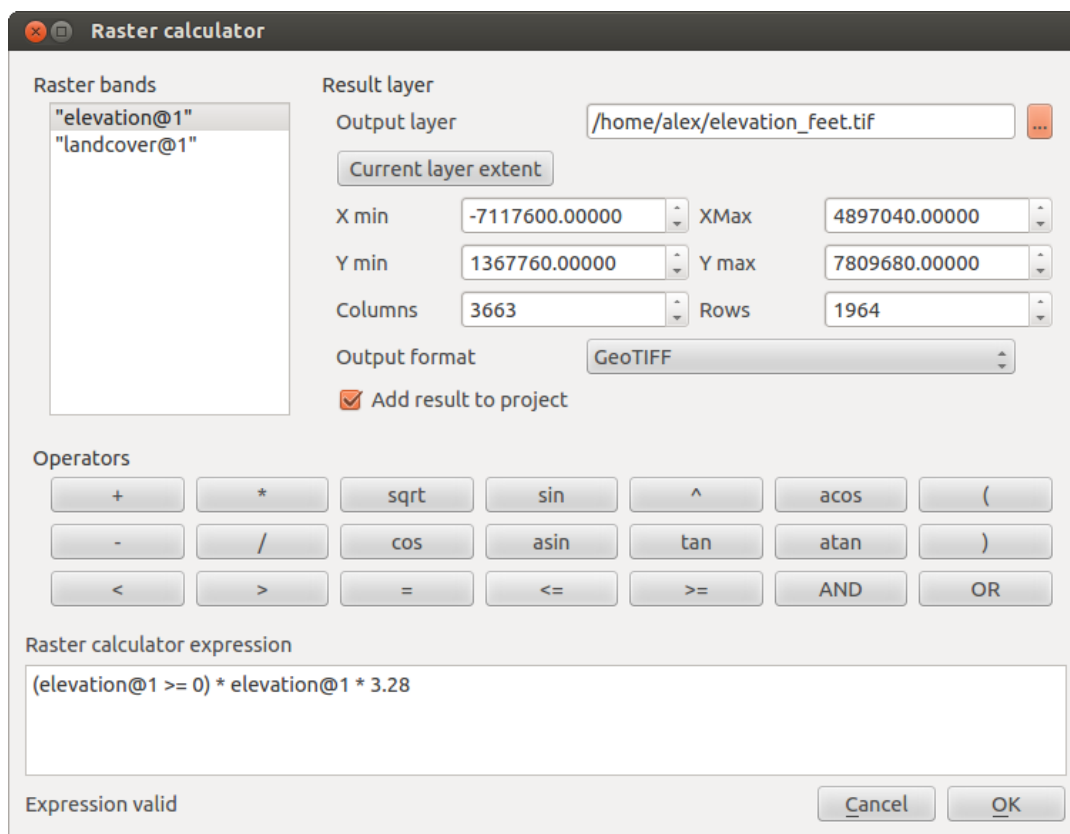 Raster calculator
Raster bands
"elevation@1"
"landcover@1"
Result layer
Output layer /home/alex/elevation_feet.tif ...
Current layer extent
X min -7117600.00000 XMax 4897040.00000
Y min 1367760.00000 Y max 7809680.00000
Columns 3663 Rows 1964
Output format GeoTIFF
Add result to project
Operators
+ * sqrt sin ^ acos (
- / cos asin tan atan )
< > = <= >= AND OR
Raster calculator expression
(elevation@1 >= 0) * elevation@1 * 3.28
Expression valid
Cancel OK